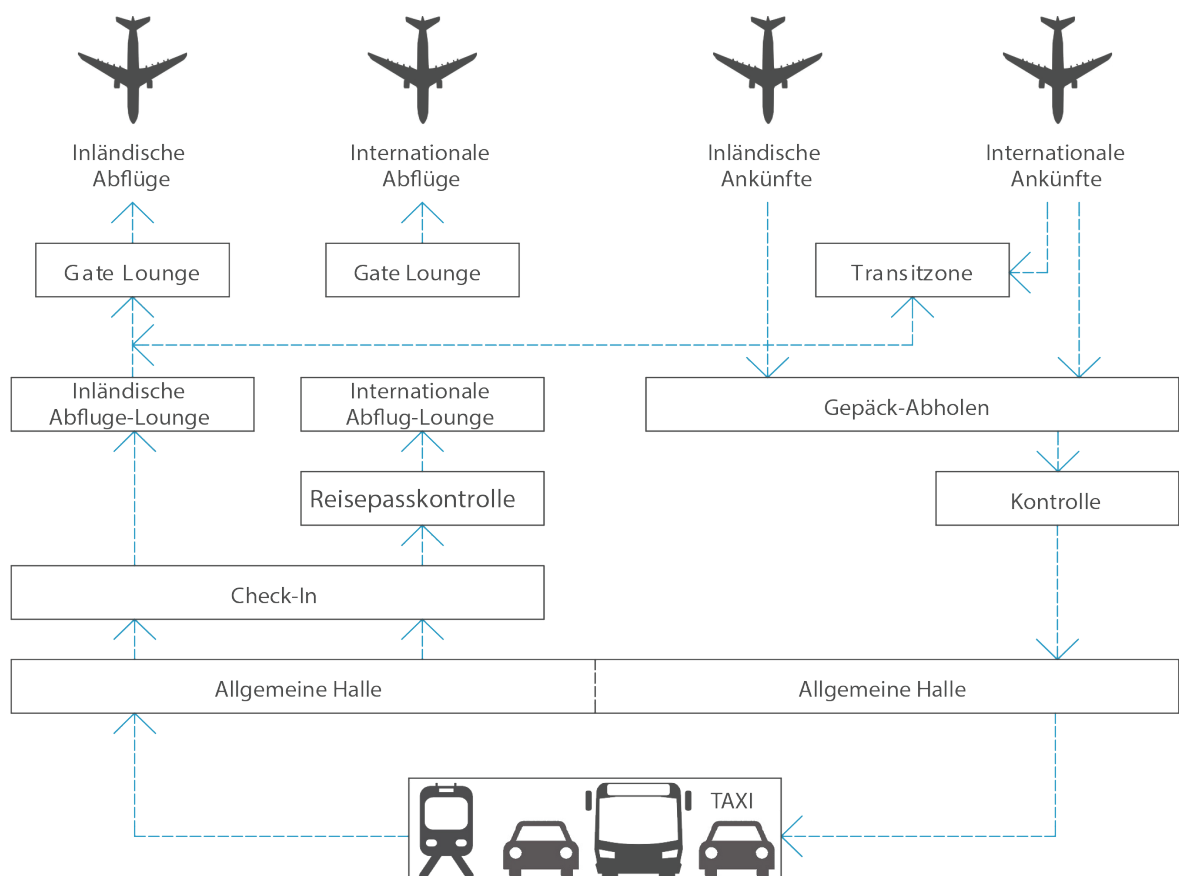 Inländische
Abflüge
Internationale
Abflüge
Inländische
Ankünfte
Internationale
Ankünfte
Gate Lounge
Gate Lounge
Transitzone
Inländische
Abfluge-Lounge
Internationale
Abflug-Lounge
Gepäck-Abholen
Reisepasskontrolle
Kontrolle
Check-In
Allgemeine Halle
Allgemeine Halle
TAXI